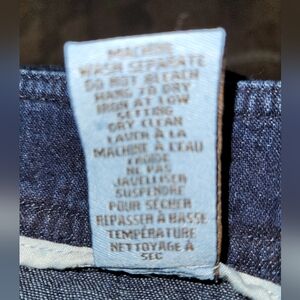 MACHINE
WASH SEPARATE
DO NOT BLEACH
HANG TO DRY
IRON AT LOW
SETTING
DRY CLEAN
LAVER À LA
MACHINE À L'EAU
FROIDE
NE PAS
JAVELLISER
SUSPENDRE
POUR SÉCHER
REPASSER À BASSE
TEMPÉRATURE
NETTOYAGE À
SEC